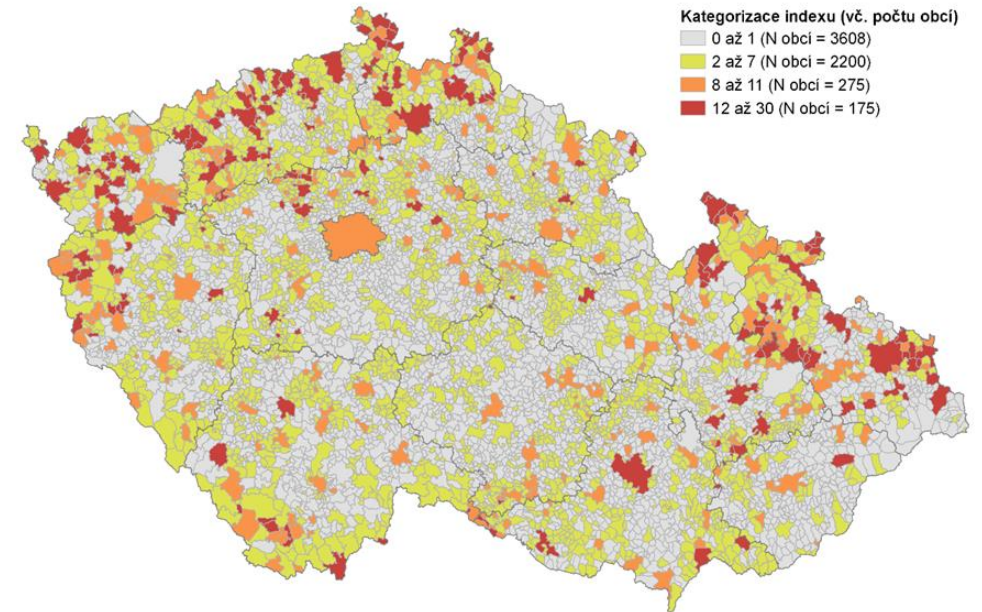 Kategorizace indexu (vč. počtu obcí)
0 až 1 (N obcí = 3608)
2 až 7 (N obcí = 2200)
8 až 11 (N obcí = 275)
12 až 30 (N obcí = 175)